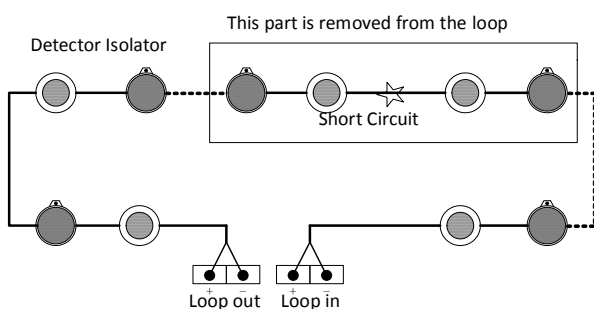 This part is removed from the loop
Detector Isolator
Short Circuit
+ − + −
Loop out Loop in